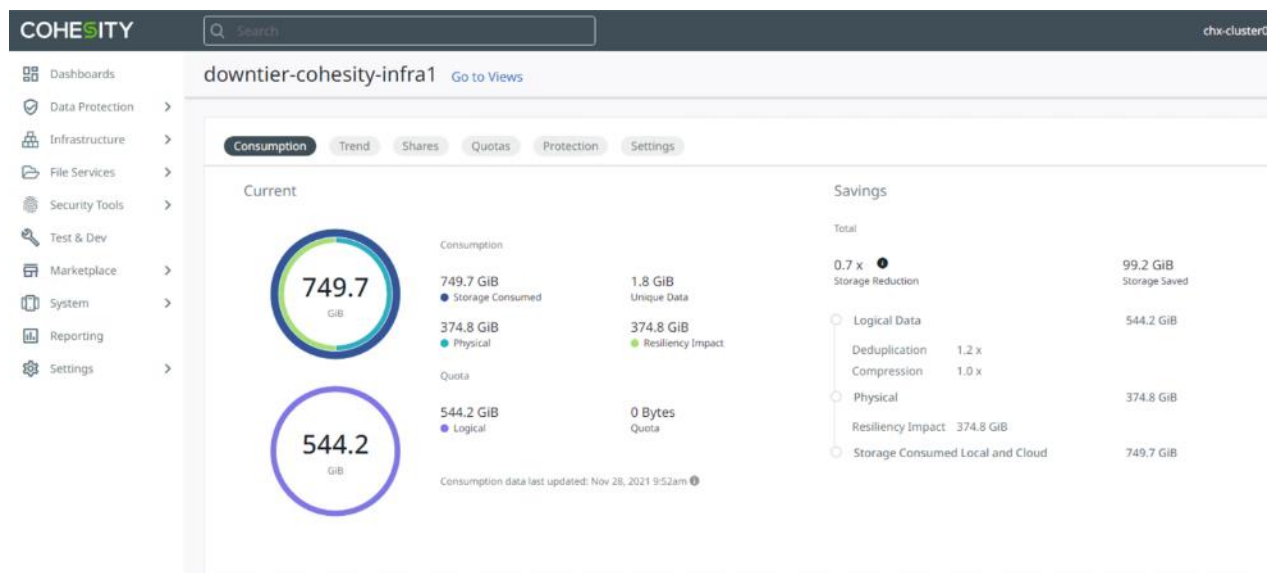 COHESITY
Search
chx-cluster0
Dashboards
Data Protection
Infrastructure
File Services
Security Tools
Test & Dev
Marketplace
System
Reporting
Settings
downtier-cohesity-infra1 Go to Views
Consumption Trend Shares Quotas Protection Settings
Current
749.7
GiB
544.2
GiB
Consumption
749.7 GiB 1.8 GiB
Storage Consumed Unique Data
374.8 GiB 374.8 GiB
Physical Resiliency Impact
Quota
544.2 GiB 0 Bytes
Logical Quota
Consumption data last updated: Nov 28, 2021 9:52am
Savings
Total
0.7 x 99.2 GiB
Storage Reduction Storage Saved
Logical Data 544.2 GiB
Deduplication 1.2 x
Compression 1.0 x
Physical 374.8 GiB
Resiliency Impact 374.8 GiB
Storage Consumed Local and Cloud 749.7 GiB